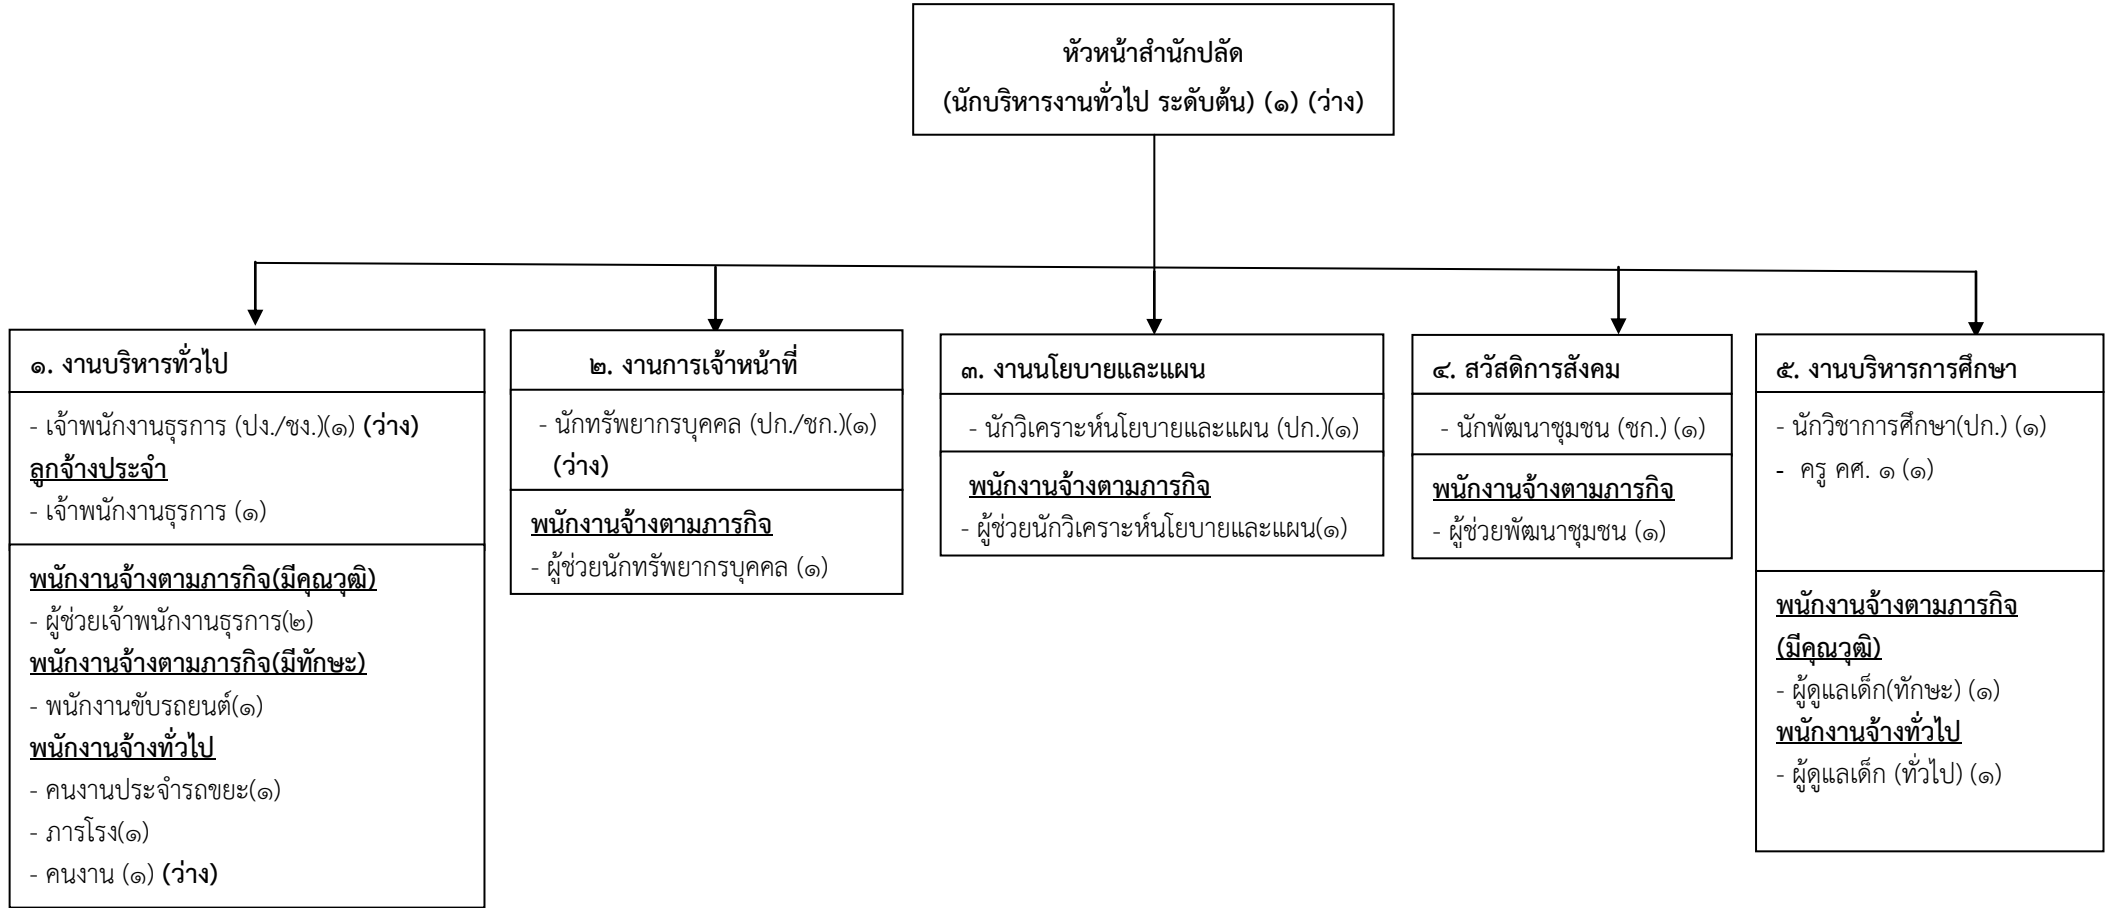 หัวหน้าสำนักปลัด
(นักบริหารงานทั่วไป ระดับต้น) (๑) (ว่าง)
๑. งานบริหารทั่วไป
- เจ้าพนักงานธุรการ (ปง./ชง.)(๑) (ว่าง)
ลูกจ้างประจำ
- เจ้าพนักงานธุรการ (๑)
พนักงานจ้างตามภารกิจ(มีคุณวุฒิ)
- ผู้ช่วยเจ้าพนักงานธุรการ(๒)
พนักงานจ้างตามภารกิจ(มีทักษะ)
- พนักงานขับรถยนต์(๑)
พนักงานจ้างทั่วไป
- คนงานประจำรถขยะ(๑)
- ภารโรง(๑)
- คนงาน (๑) (ว่าง)
๒. งานการเจ้าหน้าที่
- นักทรัพยากรบุคคล (ปก./ชก.)(๑)
(ว่าง)
พนักงานจ้างตามภารกิจ
- ผู้ช่วยนักทรัพยากรบุคคล (๑)
๓. งานนโยบายและแผน
- นักวิเคราะห์นโยบายและแผน (ปก.)(๑)
พนักงานจ้างตามภารกิจ
- ผู้ช่วยนักวิเคราะห์นโยบายและแผน(๑)
๔. สวัสดิการสังคม
- นักพัฒนาชุมชน (ชก.) (๑)
พนักงานจ้างตามภารกิจ
- ผู้ช่วยพัฒนาชุมชน (๑)
๕. งานบริหารการศึกษา
- นักวิชาการศึกษา(ปก.) (๑)
- ครู คศ. ๑ (๑)
พนักงานจ้างตามภารกิจ
(มีคุณวุฒิ)
- ผู้ดูแลเด็ก(ทักษะ) (๑)
พนักงานจ้างทั่วไป
- ผู้ดูแลเด็ก (ทั่วไป) (๑)